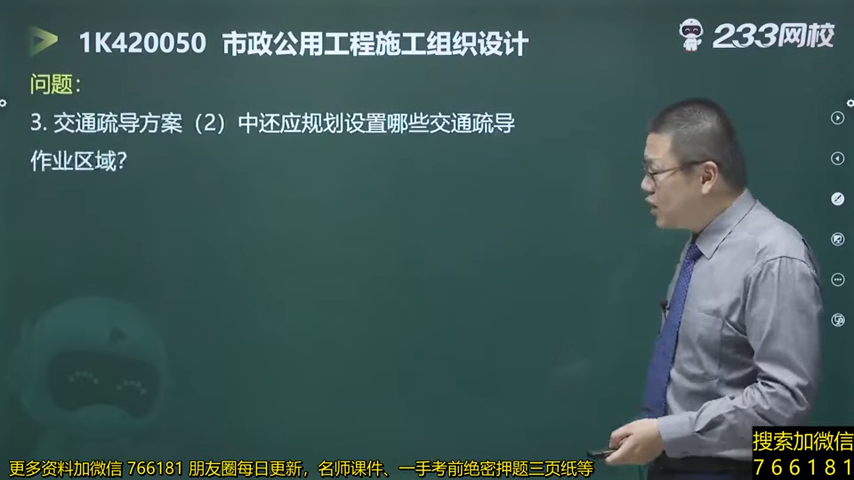 1K420050 市政公用工程施工组织设计
233网校
问题：
3. 交通疏导方案（2）中还应规划设置哪些交通疏导
作业区域？
搜索加微信
766181
更多资料加微信 766181 朋友圈每日更新，名师课件、一手考前绝密押题三页纸等